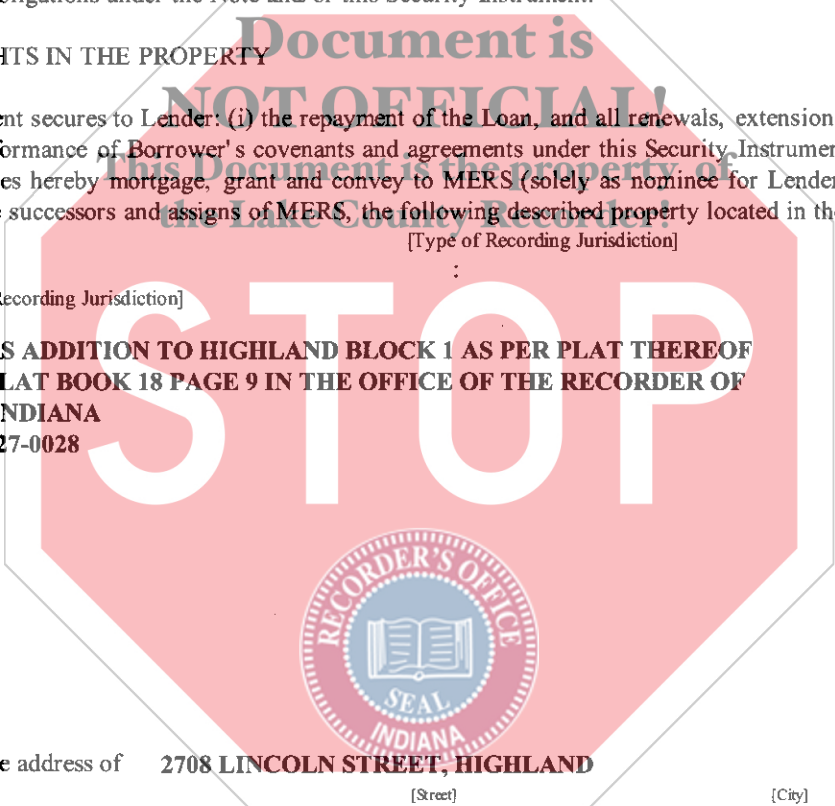 obligations under the Note and/or this Security Instrument.
Document is
HTS IN THE PROPERTY
NOT OFFICIAL!
ent secures to Lender: (i) the repayment of the Loan, and all renewals, extension
ormance of Borrower's covenants and agreements under this Security Instrumen
This Document is the property of
es hereby mortgage, grant and convey to MERS (solely as nominee for Lender
e successors and assigns of MERS, the following described property located in the
the Lake County Recorder!
[Type of Recording Jurisdiction]
:
Recording Jurisdiction]
S ADDITION TO HIGHLAND BLOCK 1 AS PER PLAT THEREOF
LAT BOOK 18 PAGE 9 IN THE OFFICE OF THE RECORDER OF
NDIANA
27-0028
STOP
RECORDER'S OFFICE
SEAL
INDIANA
e address of 2708 LINCOLN STREET, HIGHLAND
[Street] [City]